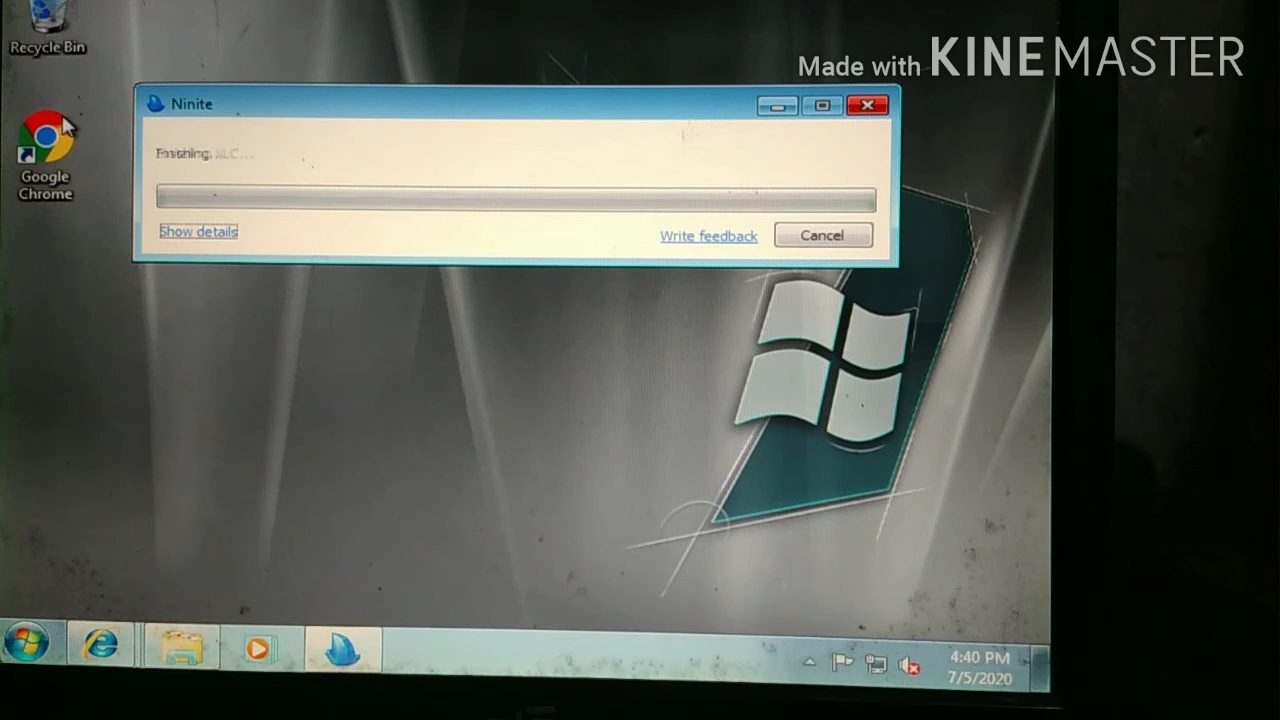 Recycle Bin
Made with KINEMASTER
Ninite
Google
Chrome
Show details
Write feedback
Cancel
4:40 PM
7/5/2020